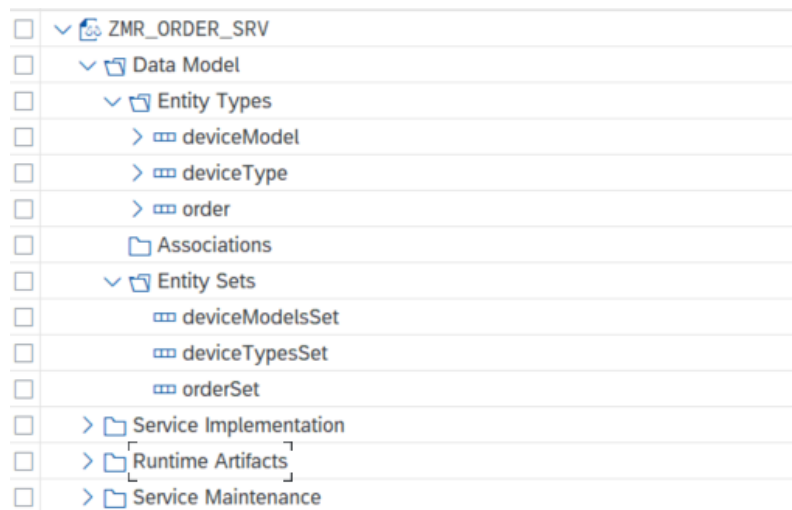 ZMR_ORDER_SRV
Data Model
Entity Types
deviceModel
deviceType
order
Associations
Entity Sets
deviceModelsSet
deviceTypesSet
orderSet
Service Implementation
Runtime Artifacts
Service Maintenance